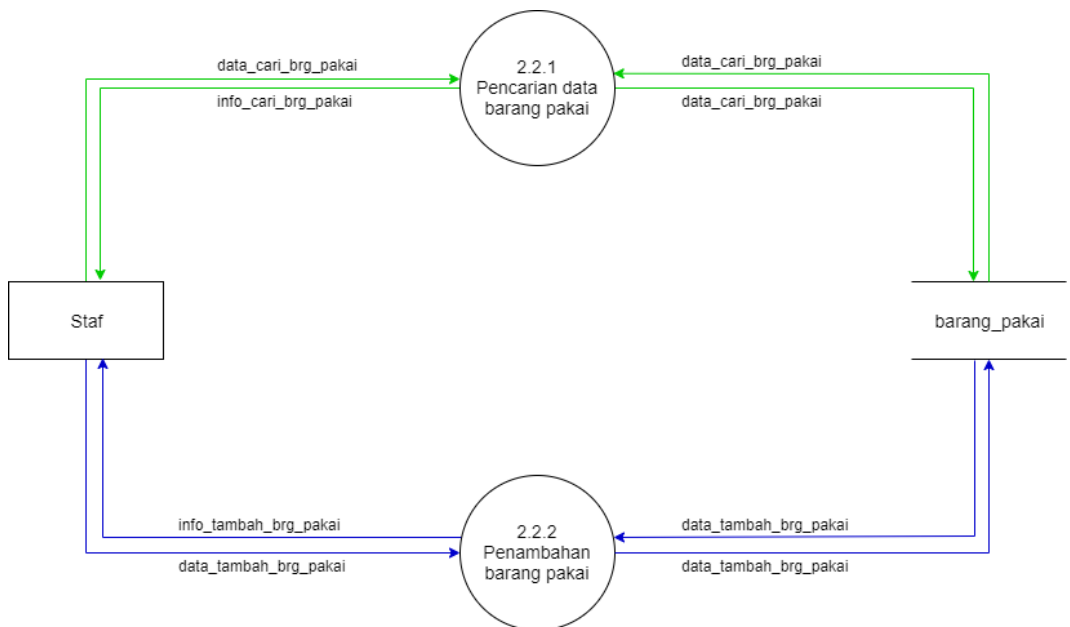 data_cari_brg_pakai
info_cari_brg_pakai
2.2.1
Pencarian data
barang pakai
data_cari_brg_pakai
data_cari_brg_pakai
Staf
barang_pakai
info_tambah_brg_pakai
data_tambah_brg_pakai
2.2.2
Penambahan
barang pakai
data_tambah_brg_pakai
data_tambah_brg_pakai